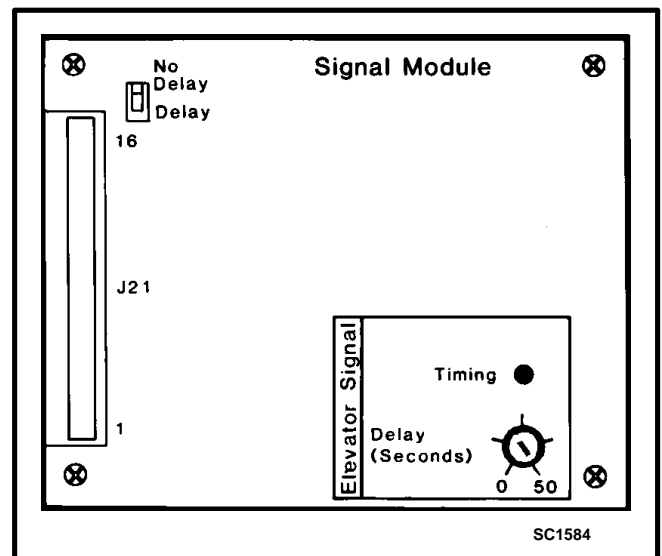 No
Delay
Delay
Signal Module
16
J21
1
Elevator Signal
Timing
Delay
(Seconds)
0 50
SC1584